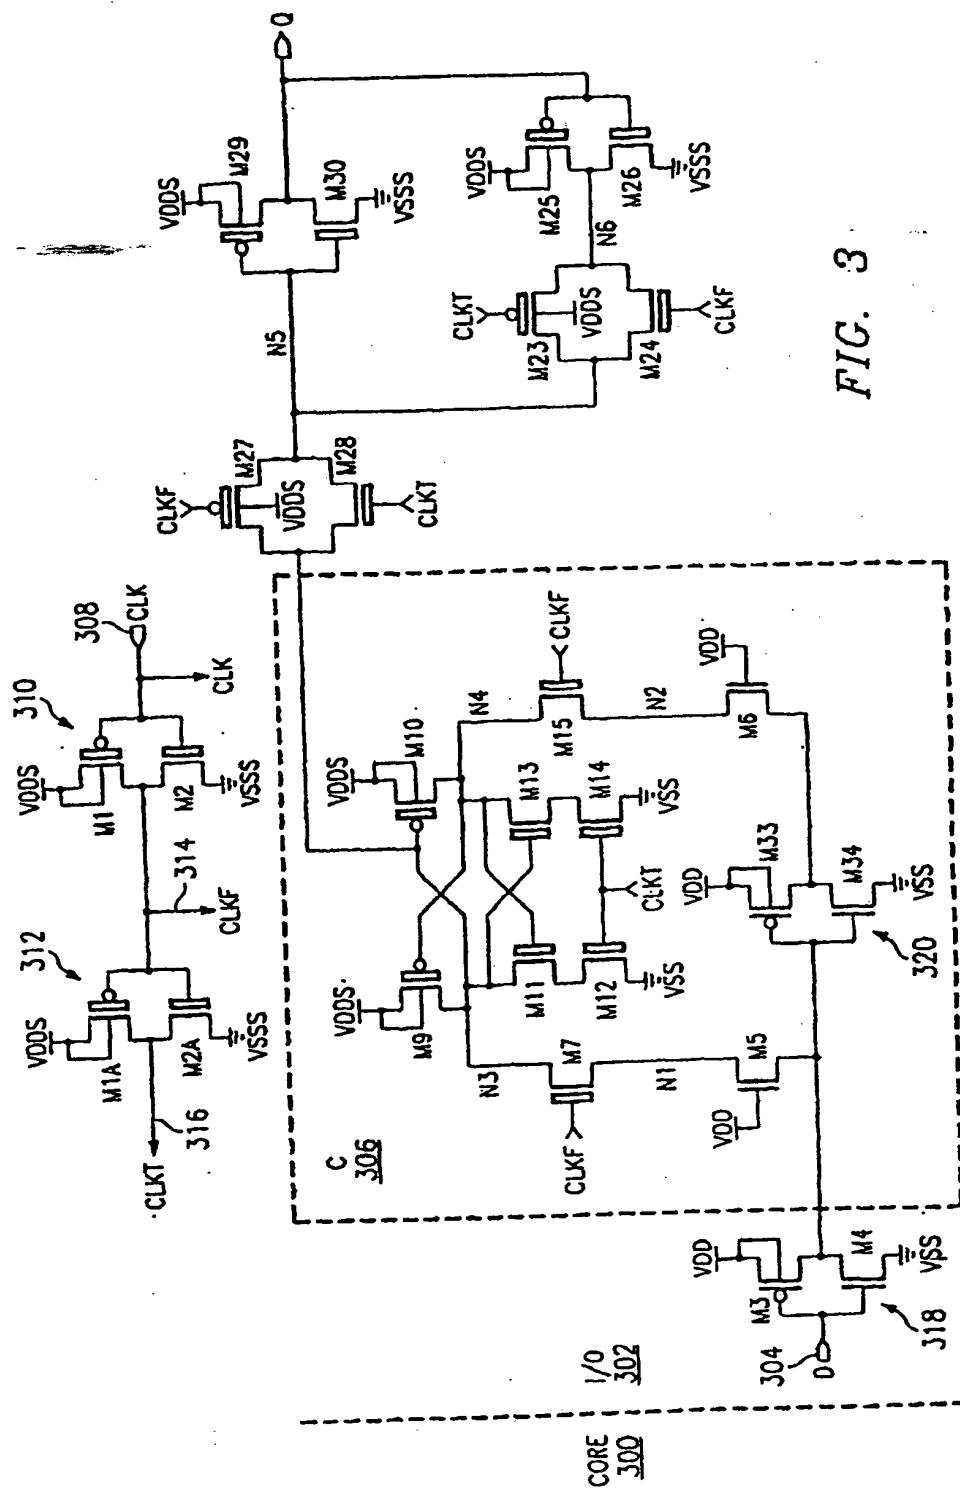 CORE
300
I/O
302
D
304
318
M3
VDD
M4
VSS
C
306
VDD
M5
N1
CLKF
M7
N3
VDDS
M9
M11
M12
VSS
CLKT
VDDS
M10
M13
M14
VSS
N4
M15
CLKF
N2
M6
VDD
VDD
M33
M34
VSS
320
CLKT
316
VDDS
M1A
M2A
VSSS
312
CLKF
314
VDDS
M1
M2
VSSS
310
CLK
308
CLK
CLKF
M27
VDDS
M28
CLKT
N5
VDDS
M29
M30
VSSS
Q
CLKT
M23
VDDS
M24
CLKF
N6
VDDS
M25
M26
VSSS
FIG. 3